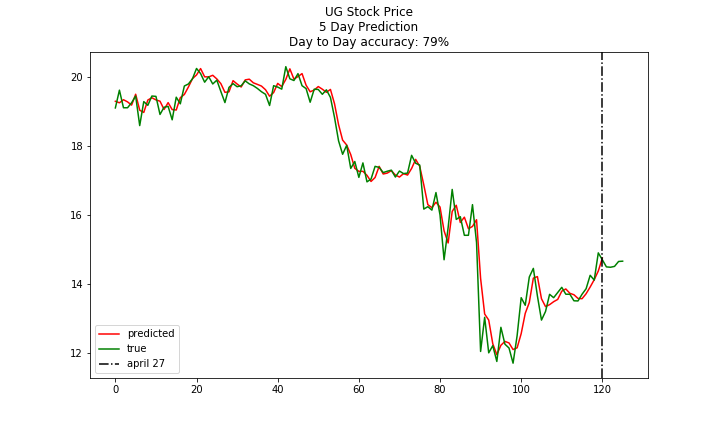 UG Stock Price
5 Day Prediction
Day to Day accuracy: 79%
20
18
16
14
12
predicted
true
april 27
0
20
40
60
80
100
120